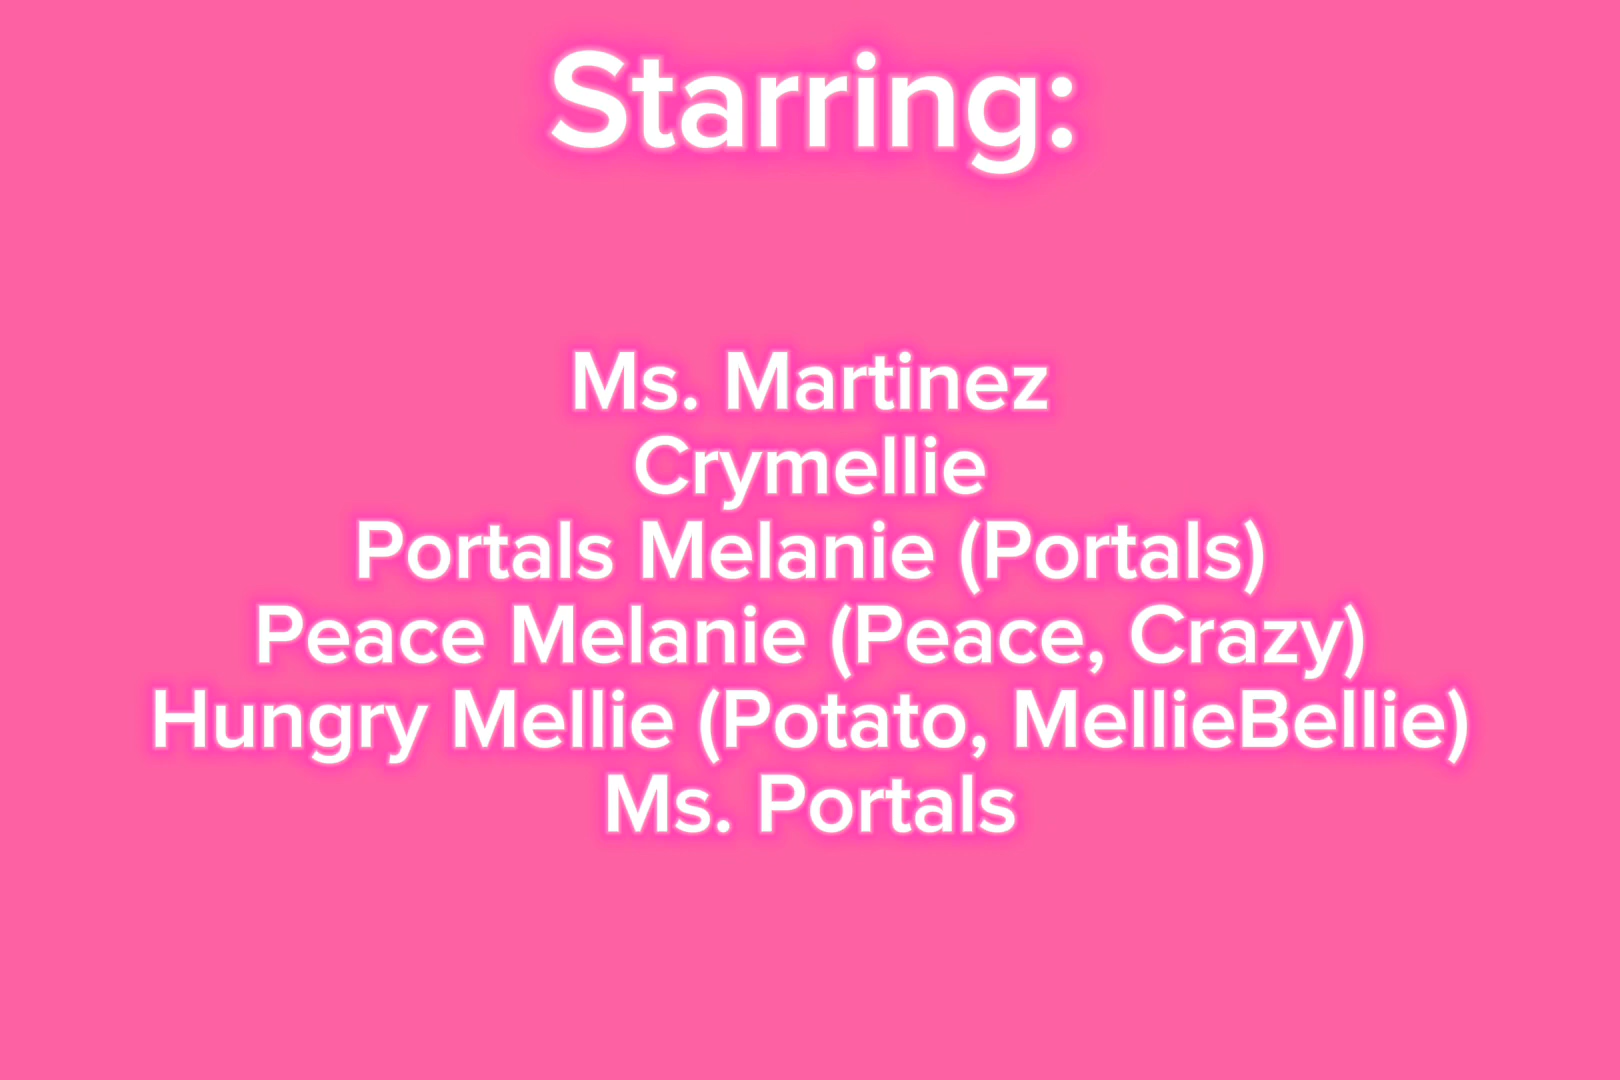 Starring:
Ms. Martinez
Crymellie
Portals Melanie (Portals)
Peace Melanie (Peace, Crazy)
Hungry Mellie (Potato, MellieBellie)
Ms. Portals